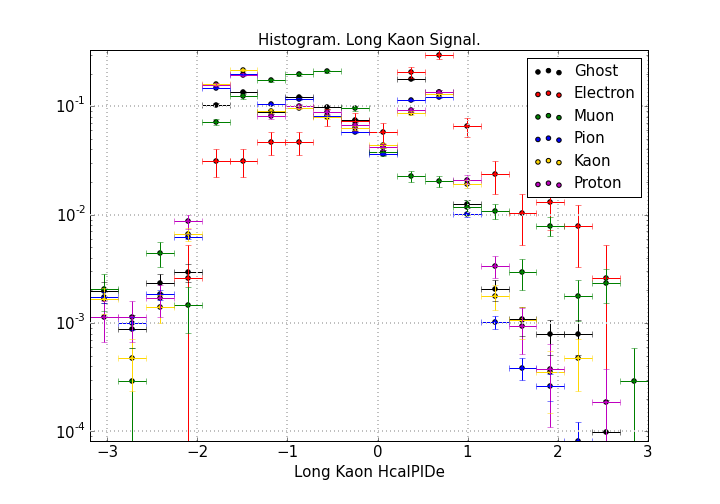 Histogram. Long Kaon Signal.
10^-1
10^-2
10^-3
10^-4
Ghost
Electron
Muon
Pion
Kaon
Proton
−3 −2 −1 0 1 2 3
Long Kaon HcalPIDe